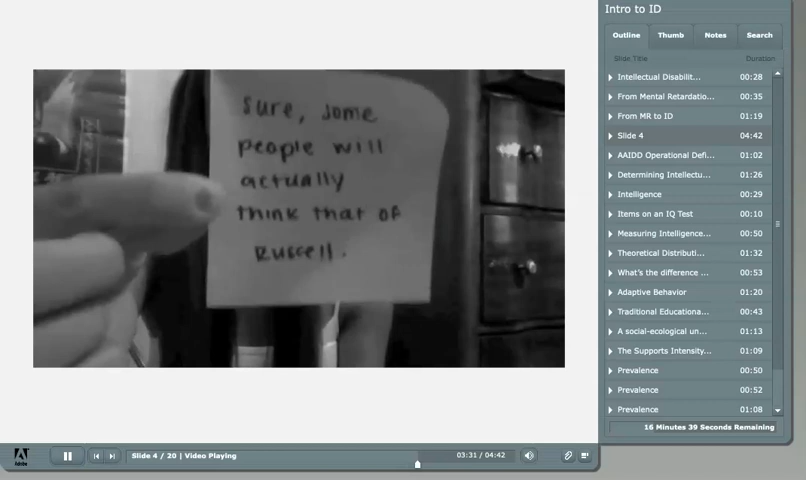 Intro to ID
Outline
Thumb
Notes
Search
Slide Title Duration
Intellectual Disabilit... 00:28
From Mental Retardatio... 00:35
From MR to ID 01:19
Slide 4 04:42
AAIDD Operational Defi... 01:02
Determining Intellectu... 01:26
Intelligence 00:29
Items on an IQ Test 00:10
Measuring Intelligence... 00:50
Theoretical Distributi... 01:32
What's the difference ... 00:53
Adaptive Behavior 01:20
Traditional Educationa... 00:43
A social-ecological un... 01:13
The Supports Intensity... 01:09
Prevalence 00:50
Prevalence 00:52
Prevalence 01:08
16 Minutes 39 Seconds Remaining
sure, some
people will
actually
think that of
Russell.
Adobe
Slide 4 / 20 | Video Playing
03:31 / 04:42